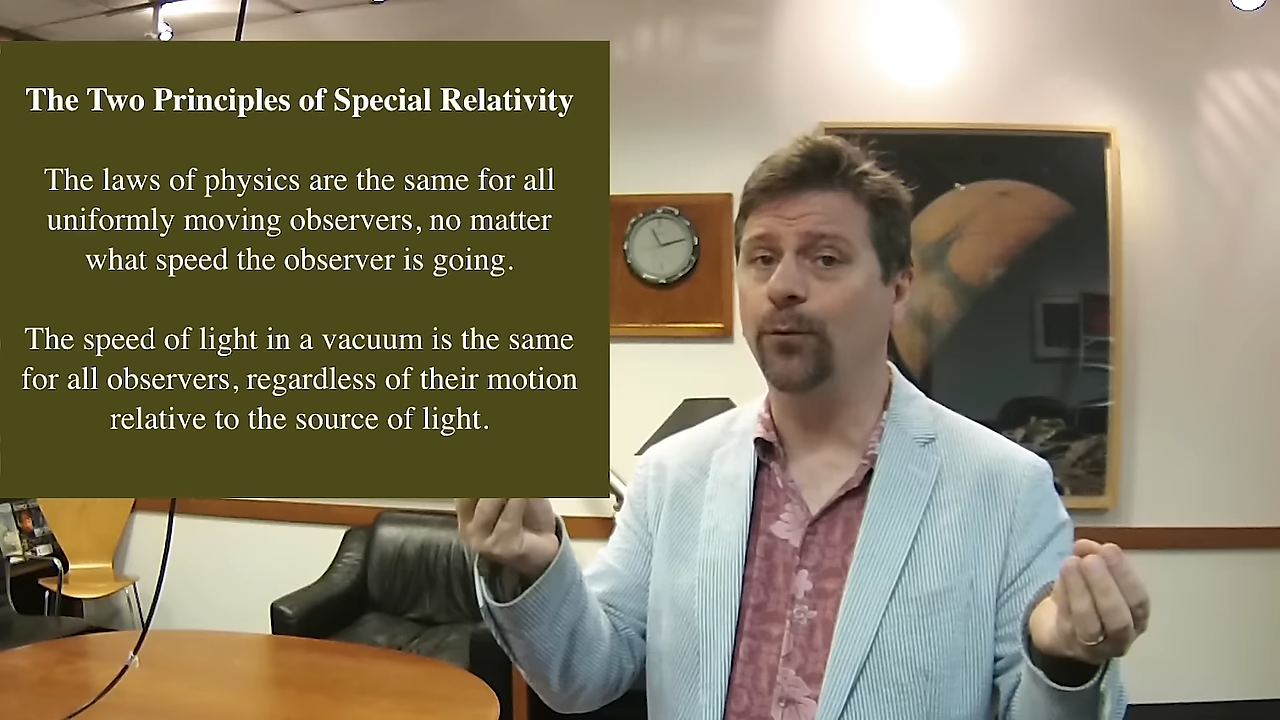 The Two Principles of Special Relativity
The laws of physics are the same for all
uniformly moving observers, no matter
what speed the observer is going.
The speed of light in a vacuum is the same
for all observers, regardless of their motion
relative to the source of light.